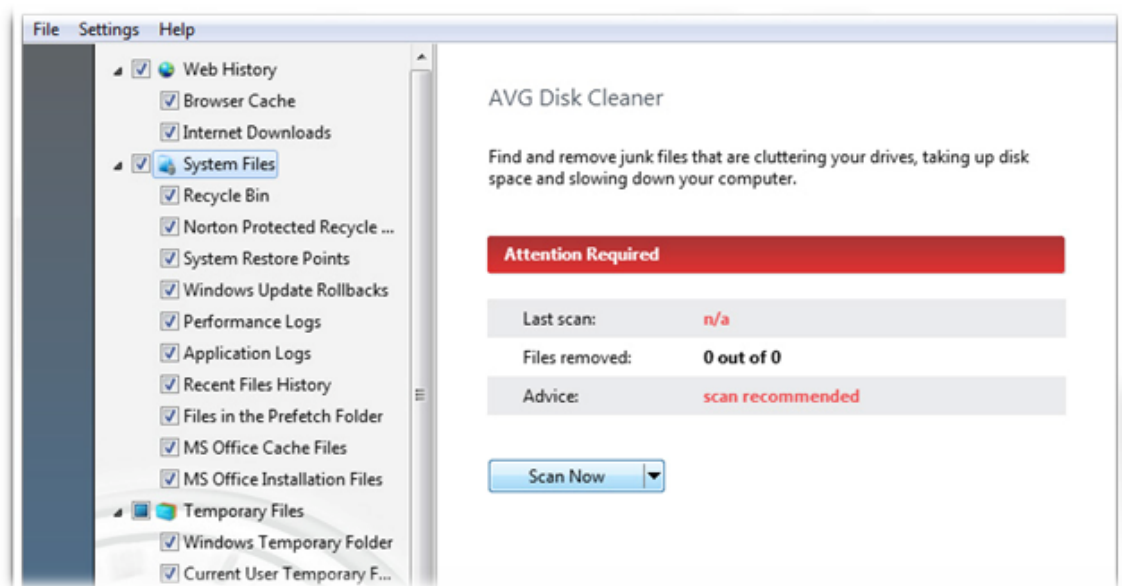 File Settings Help
Web History
Browser Cache
Internet Downloads
System Files
Recycle Bin
Norton Protected Recycle ...
System Restore Points
Windows Update Rollbacks
Performance Logs
Application Logs
Recent Files History
Files in the Prefetch Folder
MS Office Cache Files
MS Office Installation Files
Temporary Files
Windows Temporary Folder
Current User Temporary F...
AVG Disk Cleaner
Find and remove junk files that are cluttering your drives, taking up disk
space and slowing down your computer.
Attention Required
Last scan: n/a
Files removed: 0 out of 0
Advice: scan recommended
Scan Now